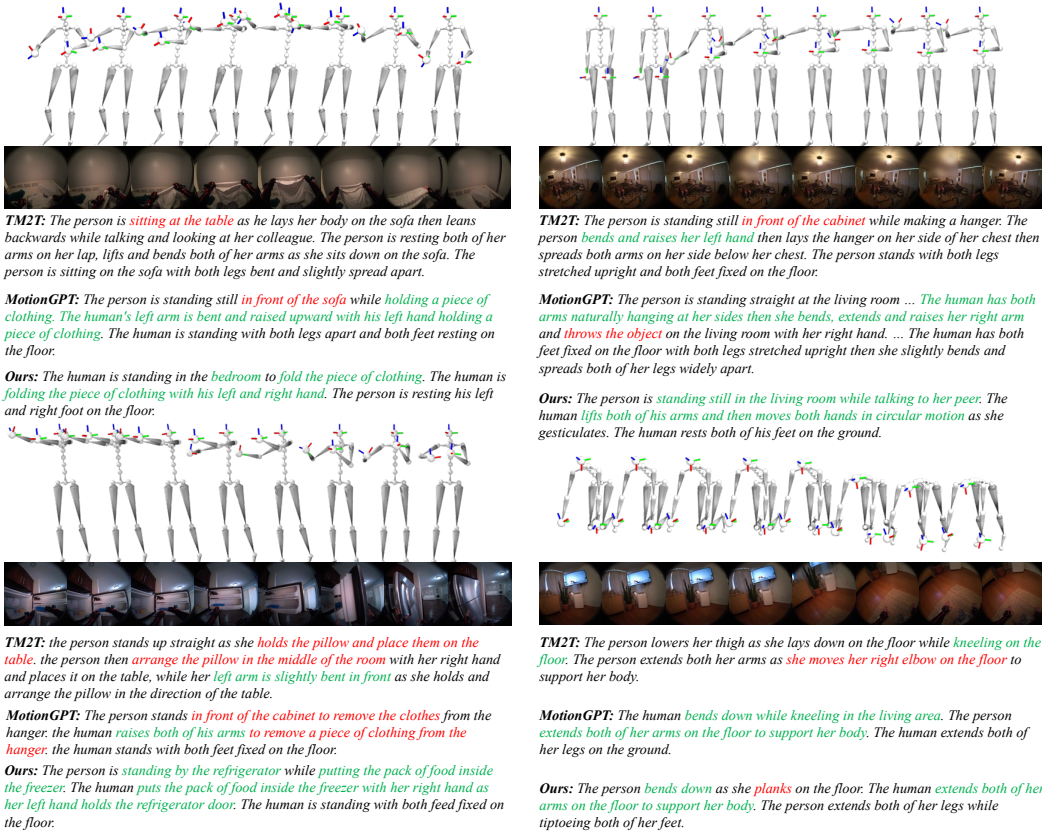 TM2T: The person is sitting at the table as he lays her body on the sofa then leans
backwards while talking and looking at her colleague. The person is resting both of her
arms on her lap, lifts and bends both of her arms as she sits down on the sofa. The
person is sitting on the sofa with both legs bent and slightly spread apart.
MotionGPT: The person is standing still in front of the sofa while holding a piece of
clothing. The human's left arm is bent and raised upward with his left hand holding a
piece of clothing. The human is standing with both legs apart and both feet resting on
the floor.
Ours: The human is standing in the bedroom to fold the piece of clothing. The human is
folding the piece of clothing with his left and right hand. The person is resting his left
and right foot on the floor.
TM2T: The person is standing still in front of the cabinet while making a hanger. The
person bends and raises her left hand then lays the hanger on her side of her chest then
spreads both arms on her side below her chest. The person stands with both legs
stretched upright and both feet fixed on the floor.
MotionGPT: The person is standing straight at the living room ... The human has both
arms naturally hanging at her sides then she bends, extends and raises her right arm
and throws the object on the living room with her right hand. ... The human has both
feet fixed on the floor with both legs stretched upright then she slightly bends and
spreads both of her legs widely apart.
Ours: The person is standing still in the living room while talking to her peer. The
human lifts both of his arms and then moves both hands in circular motion as she
gesticulates. The human rests both of his feet on the ground.
TM2T: the person stands up straight as she holds the pillow and place them on the
table. the person then arrange the pillow in the middle of the room with her right hand
and places it on the table, while her left arm is slightly bent in front as she holds and
arrange the pillow in the direction of the table.
MotionGPT: The person stands in front of the cabinet to remove the clothes from the
hanger. the human raises both of his arms to remove a piece of clothing from the
hanger. the human stands with both feet fixed on the floor.
Ours: The person is standing by the refrigerator while putting the pack of food inside
the freezer. The human puts the pack of food inside the freezer with her right hand as
her left hand holds the refrigerator door. The human is standing with both feed fixed on
the floor.
TM2T: The person lowers her thigh as she lays down on the floor while kneeling on the
floor. The person extends both her arms as she moves her right elbow on the floor to
support her body.
MotionGPT: The human bends down while kneeling in the living area. The person
extends both of her arms on the floor to support her body. The human extends both of
her legs on the ground.
Ours: The person bends down as she planks on the floor. The human extends both of her
arms on the floor to support her body. The person extends both of her legs while
tiptoeing both of her feet.